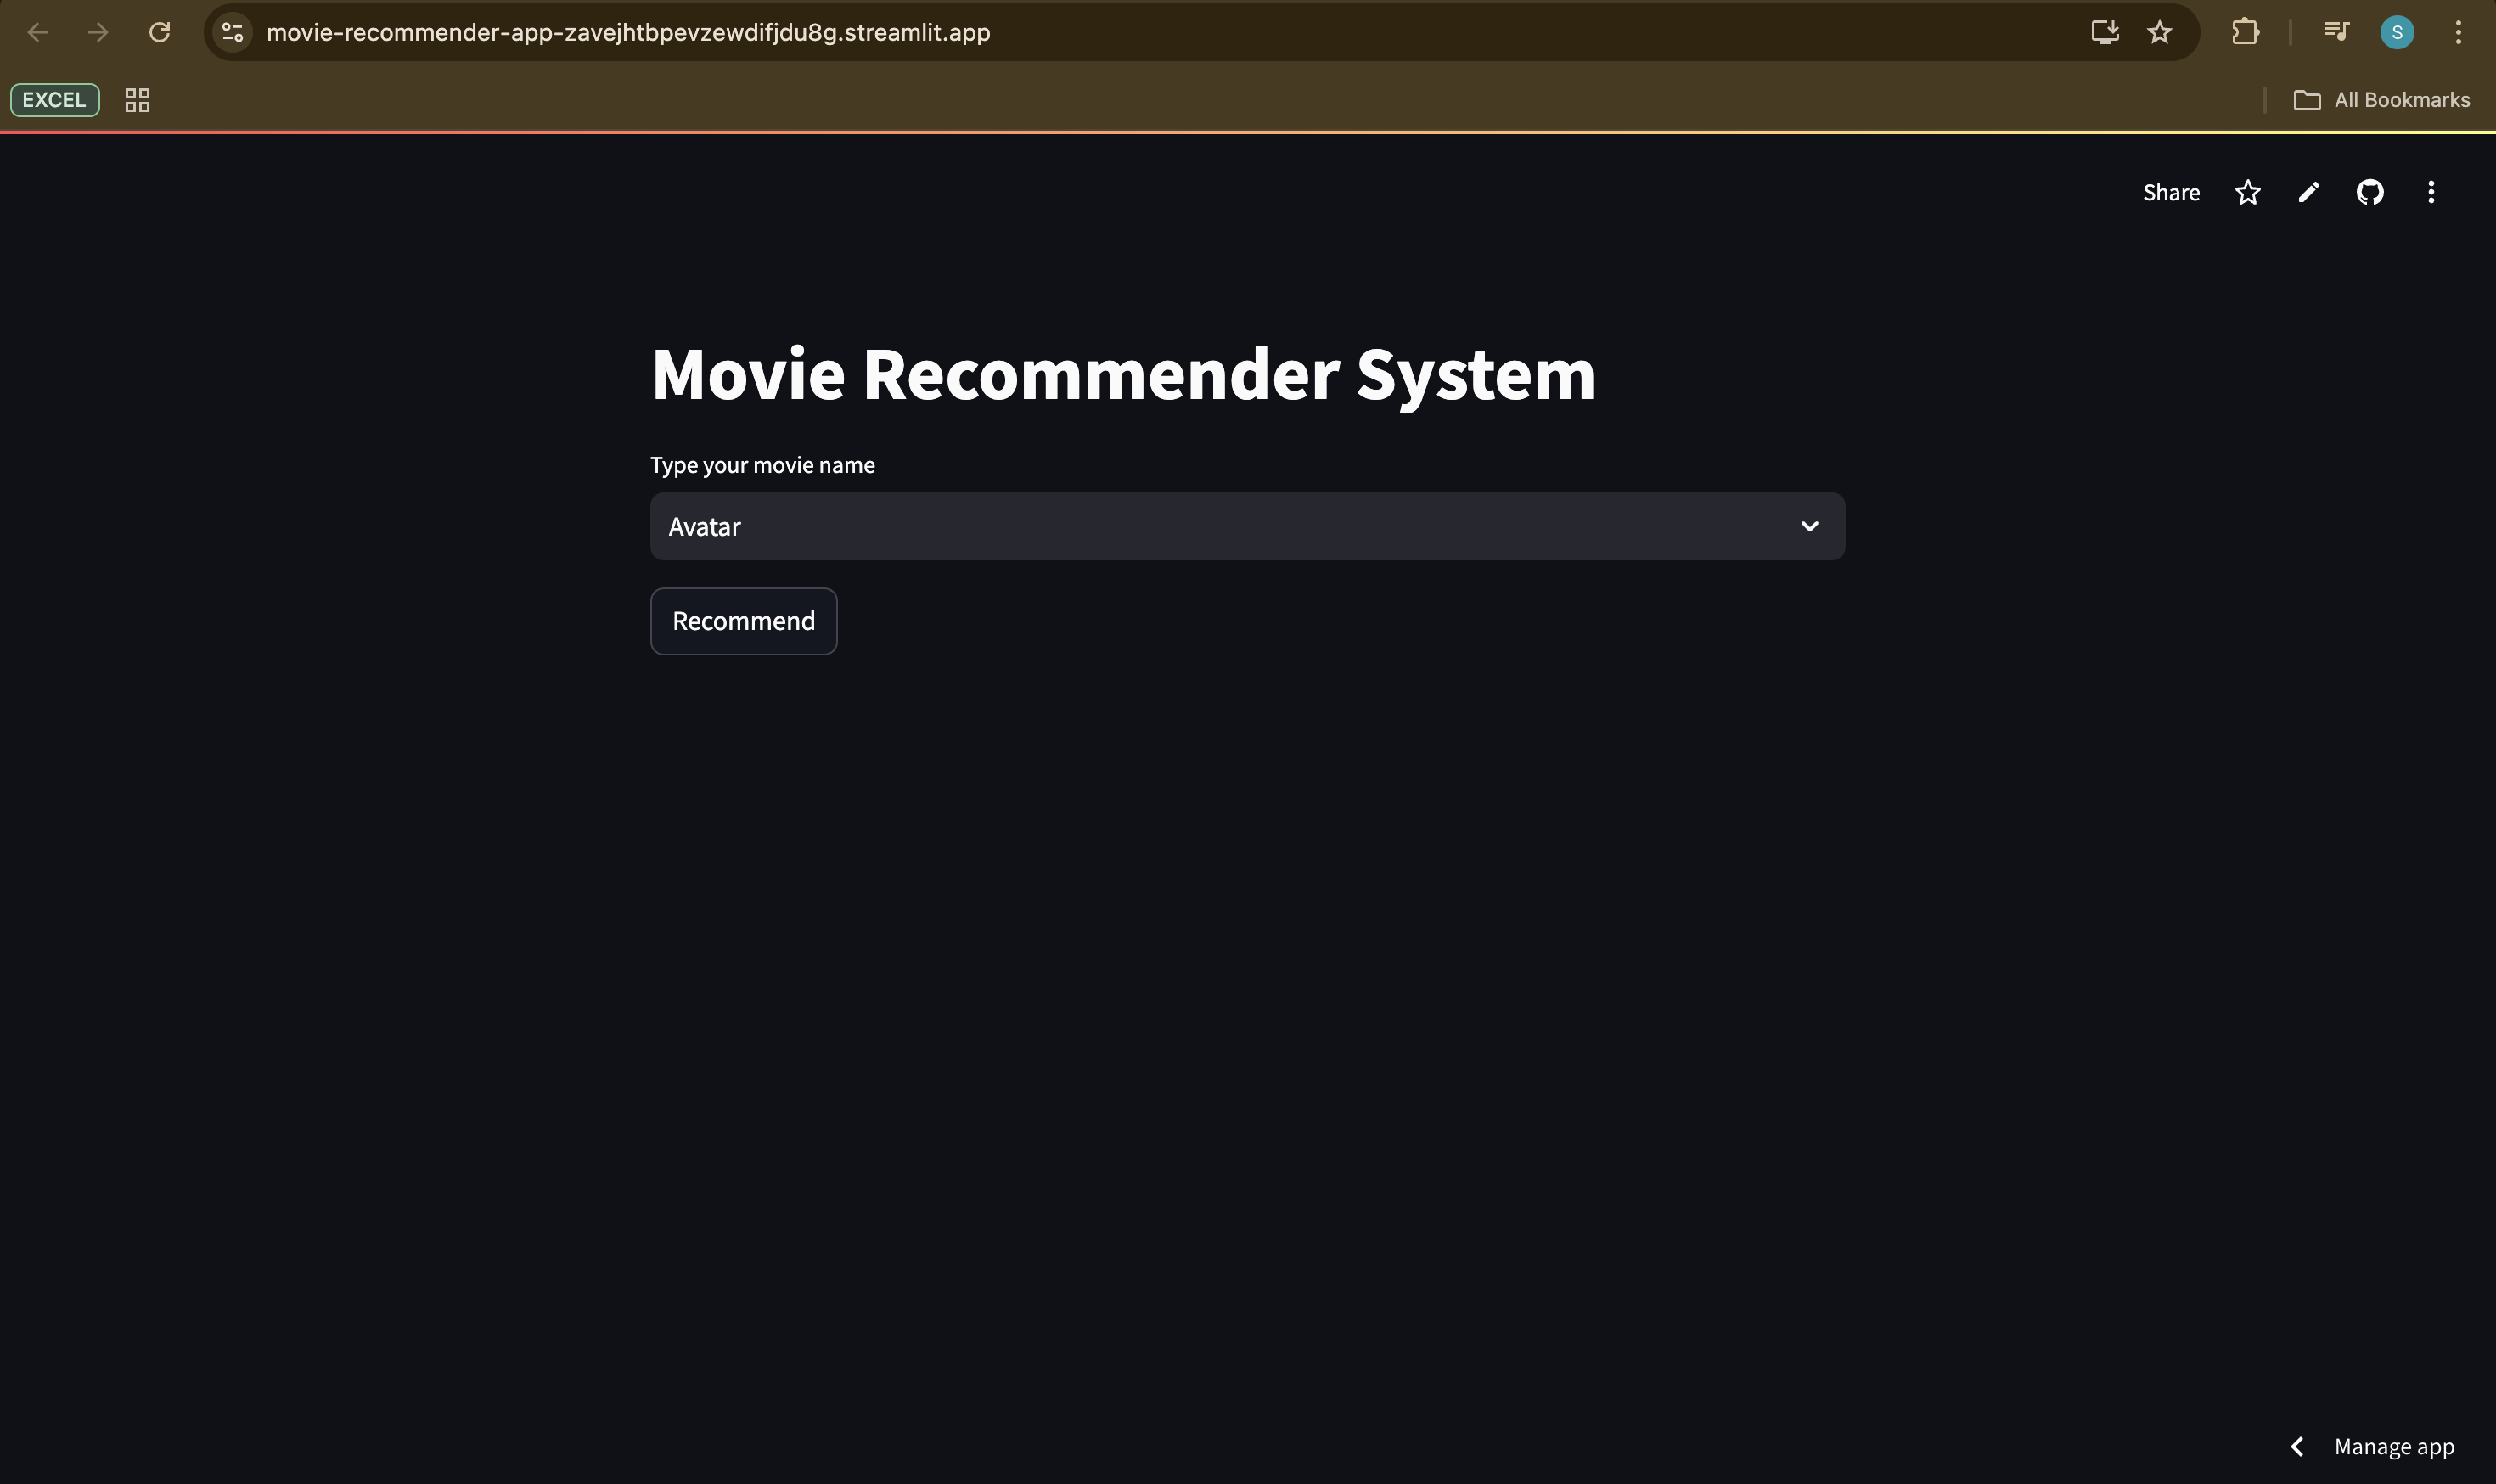 movie-recommender-app-zavejhtbpevzewdifjdu8g.streamlit.app
S
EXCEL
All Bookmarks
Share
Movie Recommender System
Type your movie name
Avatar
Recommend
Manage app